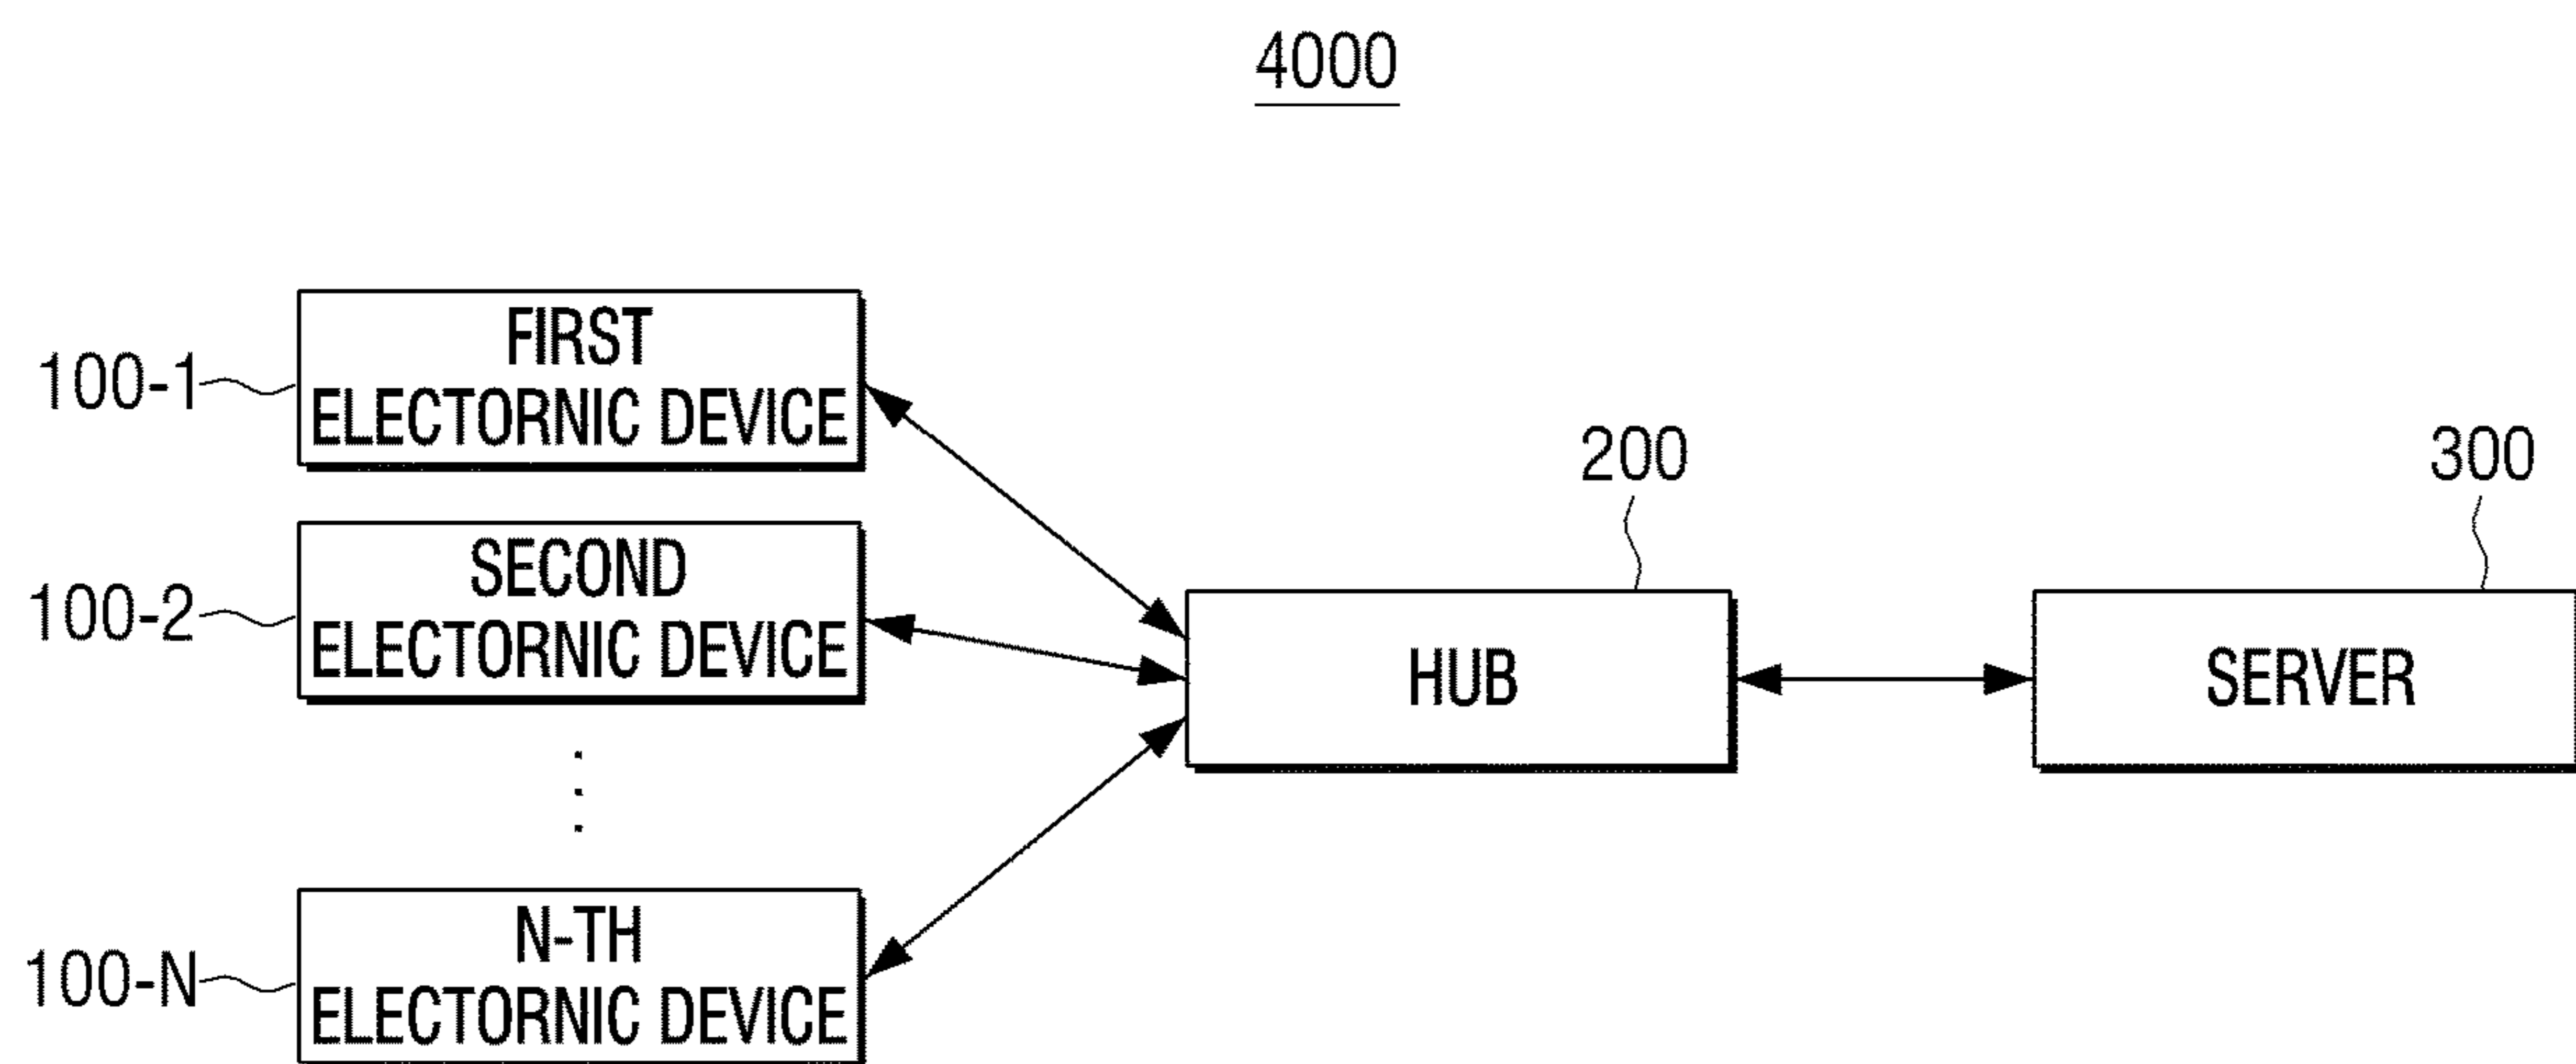 4000
100-1
FIRST
ELECTORNIC DEVICE
100-2
SECOND
ELECTORNIC DEVICE
100-N
N-TH
ELECTORNIC DEVICE
200
HUB
300
SERVER